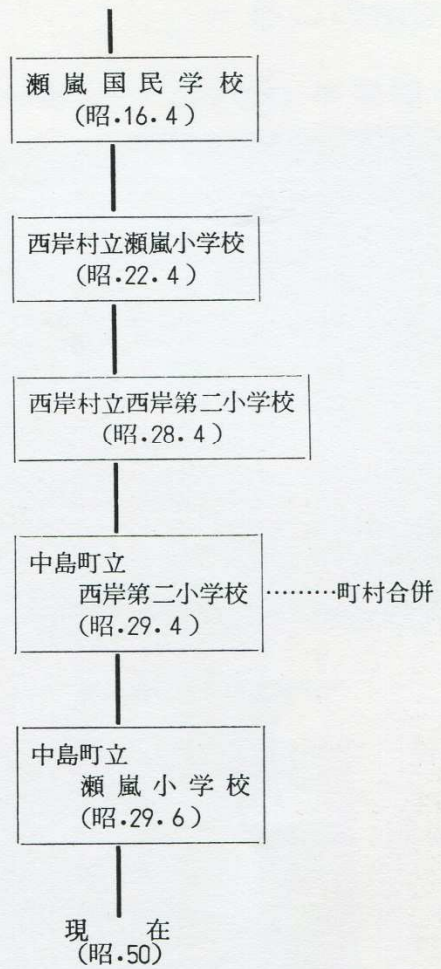 瀬嵐国民学校
(昭.16.4)
西岸村立瀬嵐小学校
(昭.22.4)
西岸村立西岸第二小学校
(昭.28.4)
中島町立
西岸第二小学校………町村合併
(昭.29.4)
中島町立
瀬嵐小学校
(昭.29.6)
現在
(昭.50)